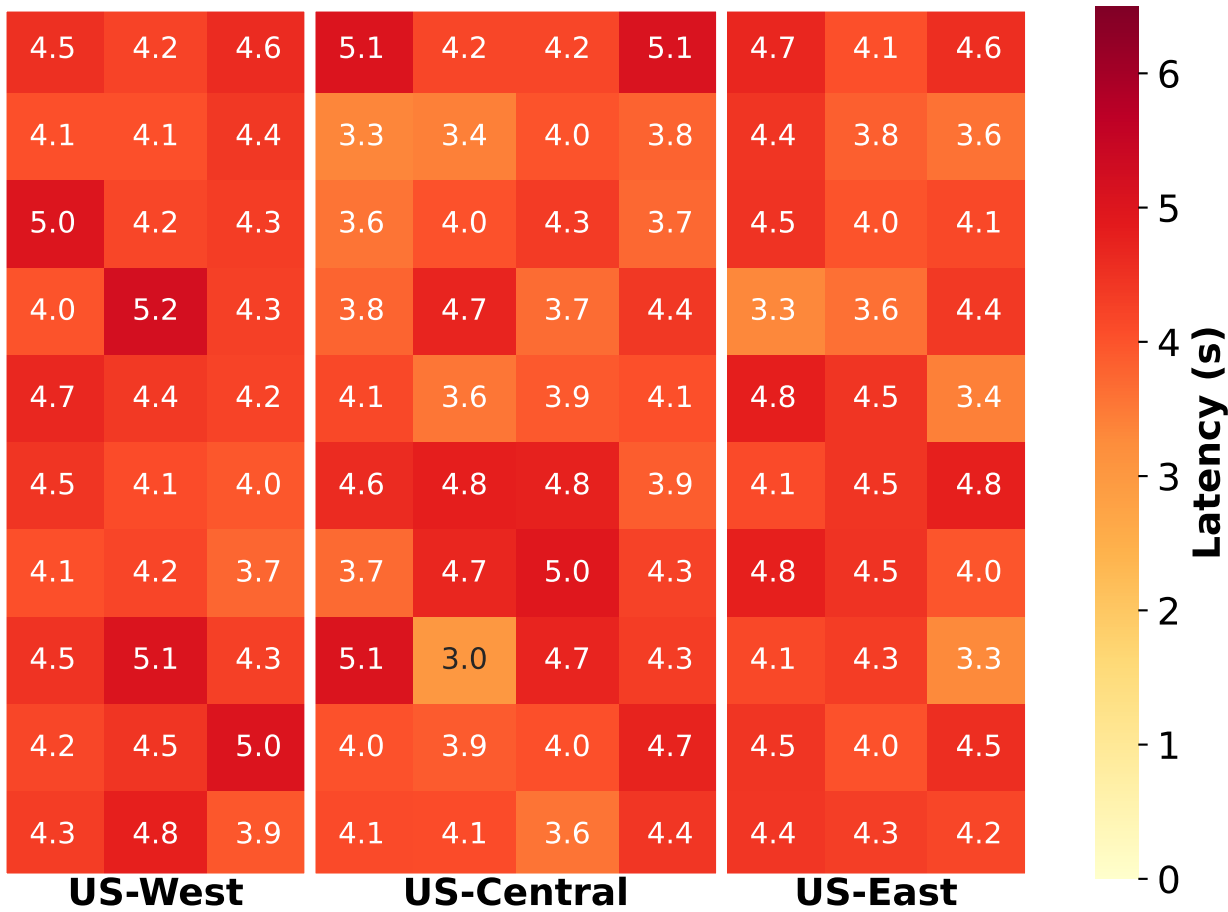 4.5 4.2 4.6 5.1 4.2 4.2 5.1 4.7 4.1 4.6
4.1 4.1 4.4 3.3 3.4 4.0 3.8 4.4 3.8 3.6
5.0 4.2 4.3 3.6 4.0 4.3 3.7 4.5 4.0 4.1
4.0 5.2 4.3 3.8 4.7 3.7 4.4 3.3 3.6 4.4
4.7 4.4 4.2 4.1 3.6 3.9 4.1 4.8 4.5 3.4
4.5 4.1 4.0 4.6 4.8 4.8 3.9 4.1 4.5 4.8
4.1 4.2 3.7 3.7 4.7 5.0 4.3 4.8 4.5 4.0
4.5 5.1 4.3 5.1 3.0 4.7 4.3 4.1 4.3 3.3
4.2 4.5 5.0 4.0 3.9 4.0 4.7 4.5 4.0 4.5
4.3 4.8 3.9 4.1 4.1 3.6 4.4 4.4 4.3 4.2
US-West US-Central US-East
6
5
4
3
2
1
0
Latency (s)